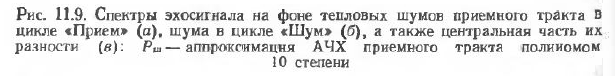 Рис. 11.9. Спектры эхосигнала на фоне тепловых шумов приемного тракта в
цикле «Прием» (а), шума в цикле «Шум» (б), а также центральная часть их
разности (в): Pш — аппроксимация АЧХ приемного тракта полиномом
10 степени